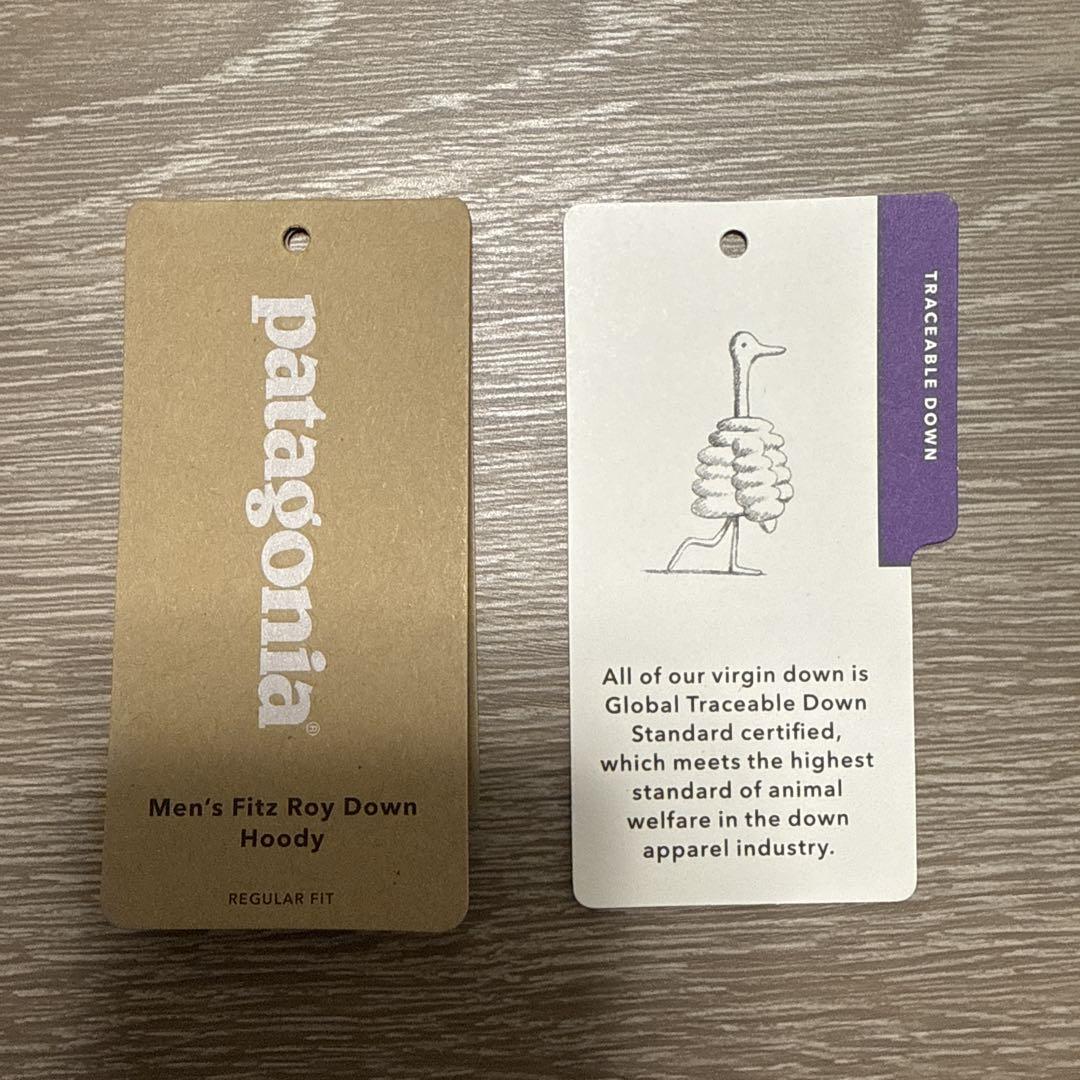 patagonia®
Men's Fitz Roy Down
Hoody
REGULAR FIT
TRACEABLE DOWN
All of our virgin down is
Global Traceable Down
Standard certified,
which meets the highest
standard of animal
welfare in the down
apparel industry.